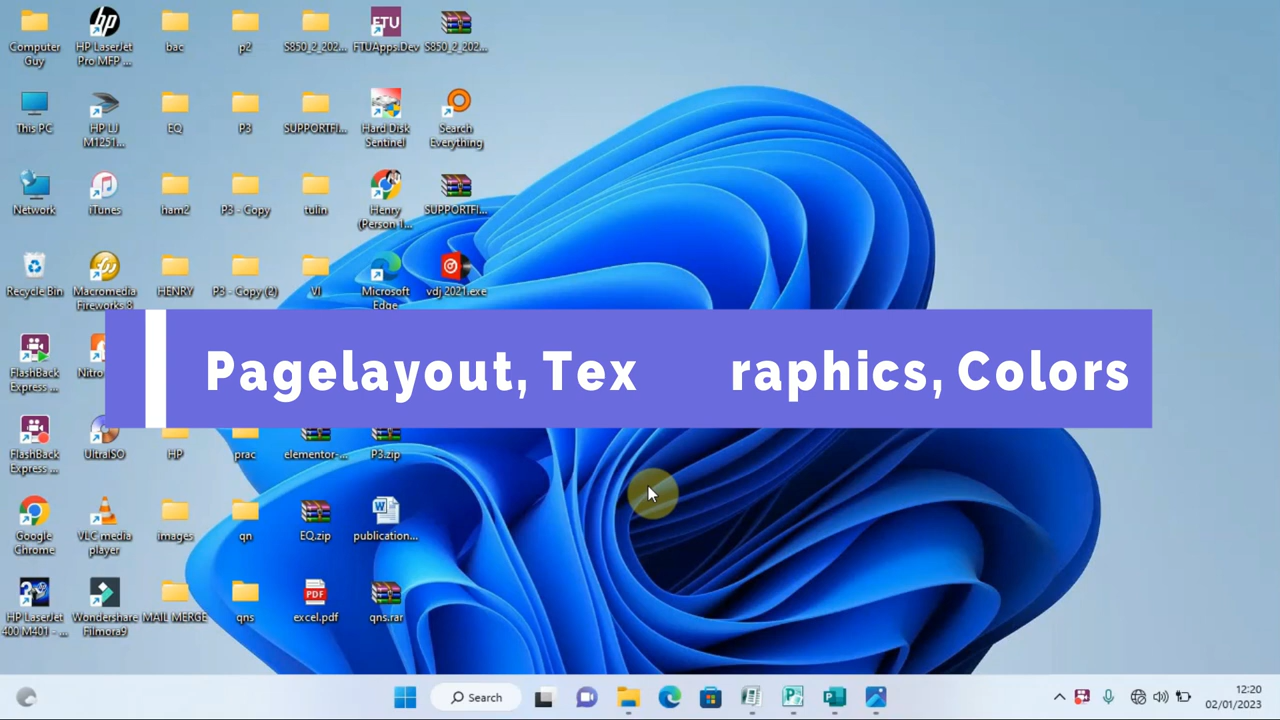 Computer Guy
HP LaserJet Pro MFP ...
bac
p2
S850_2_202...
FTU
FTUApps.Dev
S850_2_202...
This PC
HP LJ M1251...
EQ
P3
SUPPORTFI...
Hard Disk Sentinel
Search Everything
Network
iTunes
ham2
P3 - Copy
tulin
Henry (Person 1...
SUPPORTFI...
Recycle Bin
Macromedia Fireworks 8
HENRY
P3 - Copy (2)
VI
Microsoft Edge
vdj 2021.exe
Pagelayout, Tex raphics, Colors
FlashBack Express ...
Nitro
FlashBack Express ...
UltraISO
HP
prac
elementor-...
P3.zip
Google Chrome
VLC media player
images
qn
EQ.zip
publication...
HP LaserJet 400 M401 - ...
Wondershare Filmora9
MAIL MERGE
qns
PDF
excel.pdf
qns.rar
Search
12:20
02/01/2023